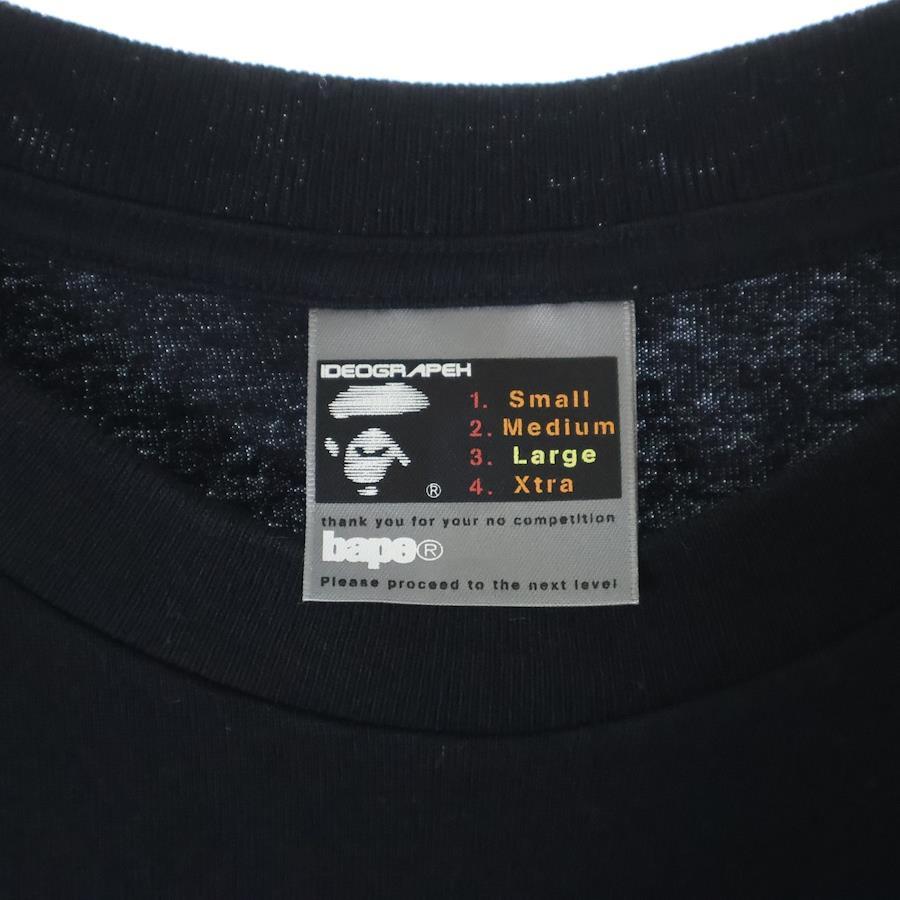 IDEOGRAPEH
1. Small
2. Medium
3. Large
4. Xtra
®
thank you for your no competition
bape®
Please proceed to the next level